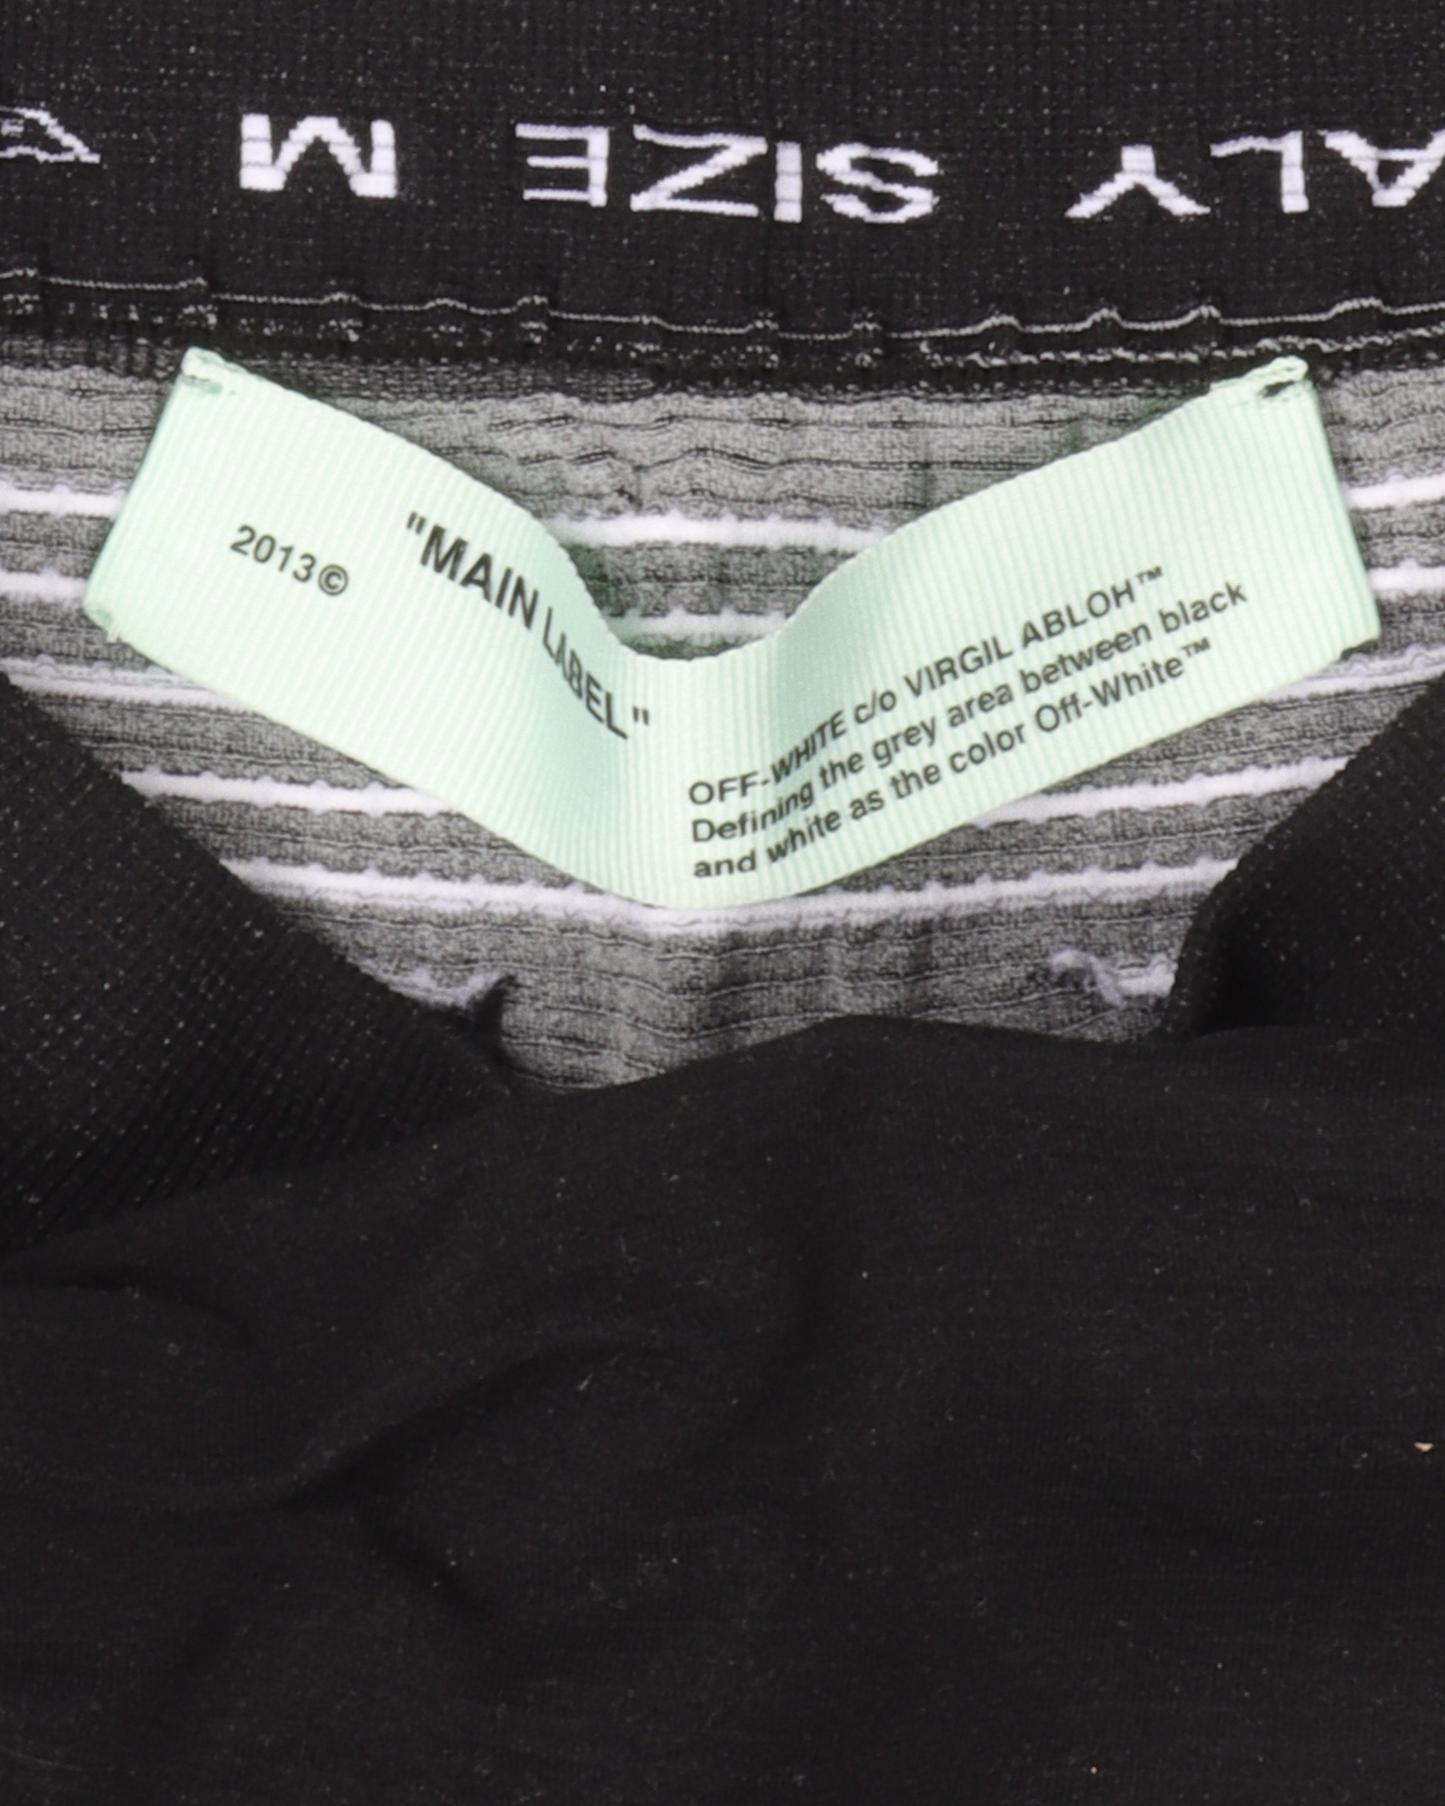 ALY SIZE M
2013©
"MAIN LABEL"
OFF-WHITE c/o VIRGIL ABLOH™
Defining the grey area between black
and white as the color Off-White™